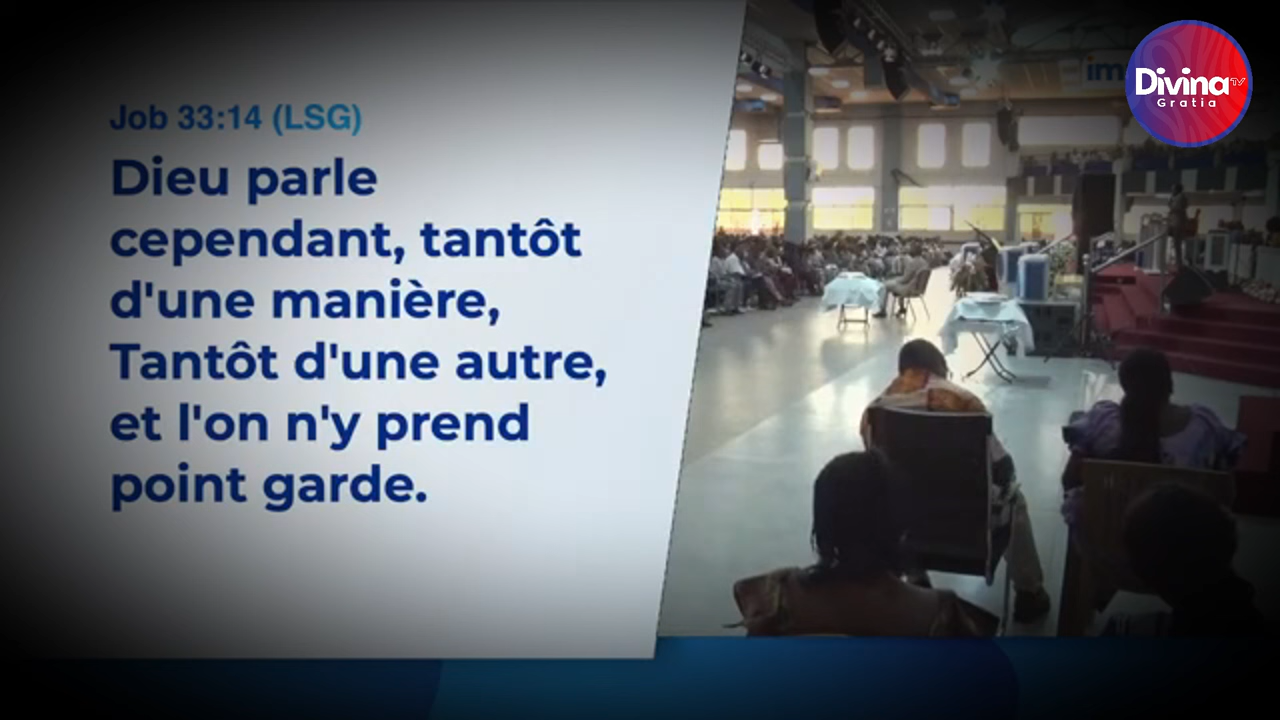 Job 33:14 (LSG)
Dieu parle
cependant, tantôt
d'une manière,
Tantôt d'une autre,
et l'on n'y prend
point garde.
Divina TV
Gratia